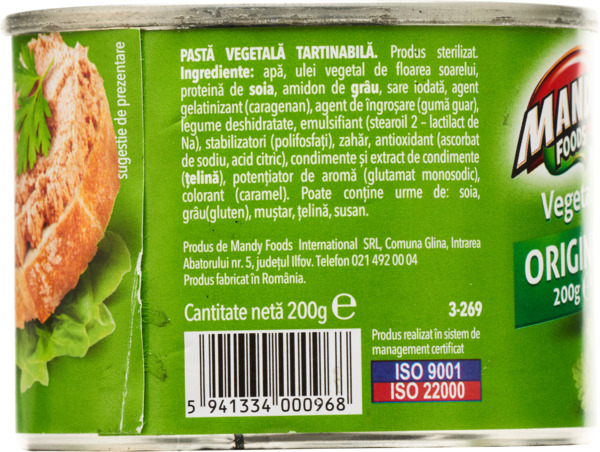 sugestie de prezentare
PASTĂ VEGETALĂ TARTINABILĂ. Produs sterilizat.
Ingrediente: apă, ulei vegetal de floarea soarelui,
proteină de soia, amidon de grâu, sare iodată, agent
gelatinizant (caragenan), agent de îngroșare (gumă guar),
legume deshidratate, emulsifiant (stearoil 2 – lactilact de
Na), stabilizatori (polifosfați), zahăr, antioxidant (ascorbat
de sodiu, acid citric), condimente și extract de condimente
(țelină), potențiator de aromă (glutamat monosodic),
colorant (caramel). Poate conține urme de: soia,
grâu(gluten), muștar, țelină, susan.
Produs de Mandy Foods International SRL, Comuna Glina, Intrarea
Abatorului nr. 5, județul Ilfov. Telefon 021 492 00 04
Produs fabricat în România.
Cantitate netă 200g e
3-269
Produs realizat în sistem de
management certificat
ISO 9001
ISO 22000
5 941334 000968
MAND
FOODS
Vegeta
ORIGIN
200g